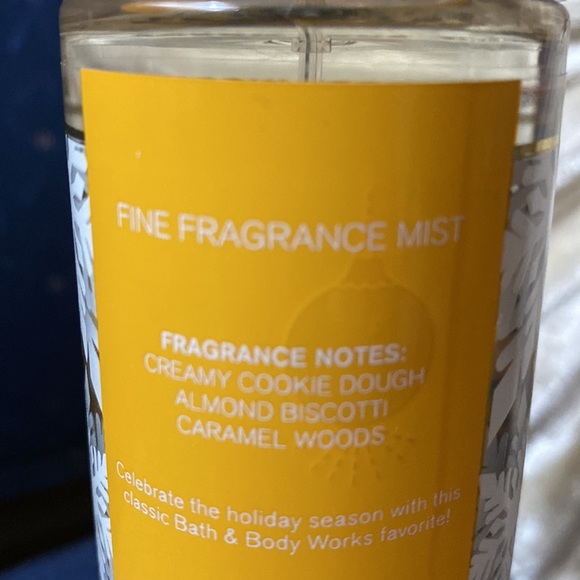 FINE FRAGRANCE MIST
FRAGRANCE NOTES:
CREAMY COOKIE DOUGH
ALMOND BISCOTTI
CARAMEL WOODS
Celebrate the holiday season with this
classic Bath & Body Works favorite!